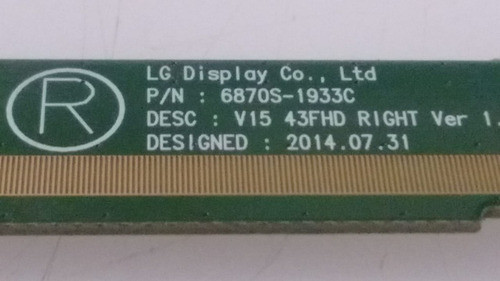 R
LG Display Co., Ltd
P/N : 6870S-1933C
DESC : V15 43FHD RIGHT Ver 1.
DESIGNED : 2014.07.31